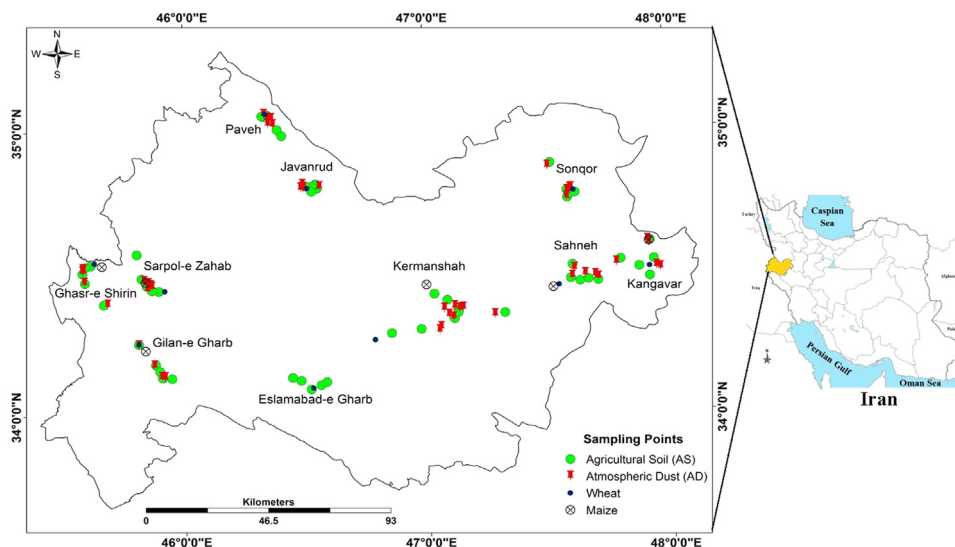 46°0'0"E 47°0'0"E 48°0'0"E
N
W E
S
35°0'0"N
35°0'0"N
Paveh
Javanrud
Sonqor
Caspian
Sea
Turkey
Sarpol-e Zahab
Kermanshah
Sahneh
Kangavar
Ghasr-e Shirin
Iraq
Gilan-e Gharb
Persian Gulf
N
Oman Sea
Iran
Eslamabad-e Gharb
34°0'0"N
34°0'0"N
Sampling Points
Agricultural Soil (AS)
Atmospheric Dust (AD)
Wheat
Maize
Kilometers
0 46.5 93
46°0'0"E 47°0'0"E 48°0'0"E